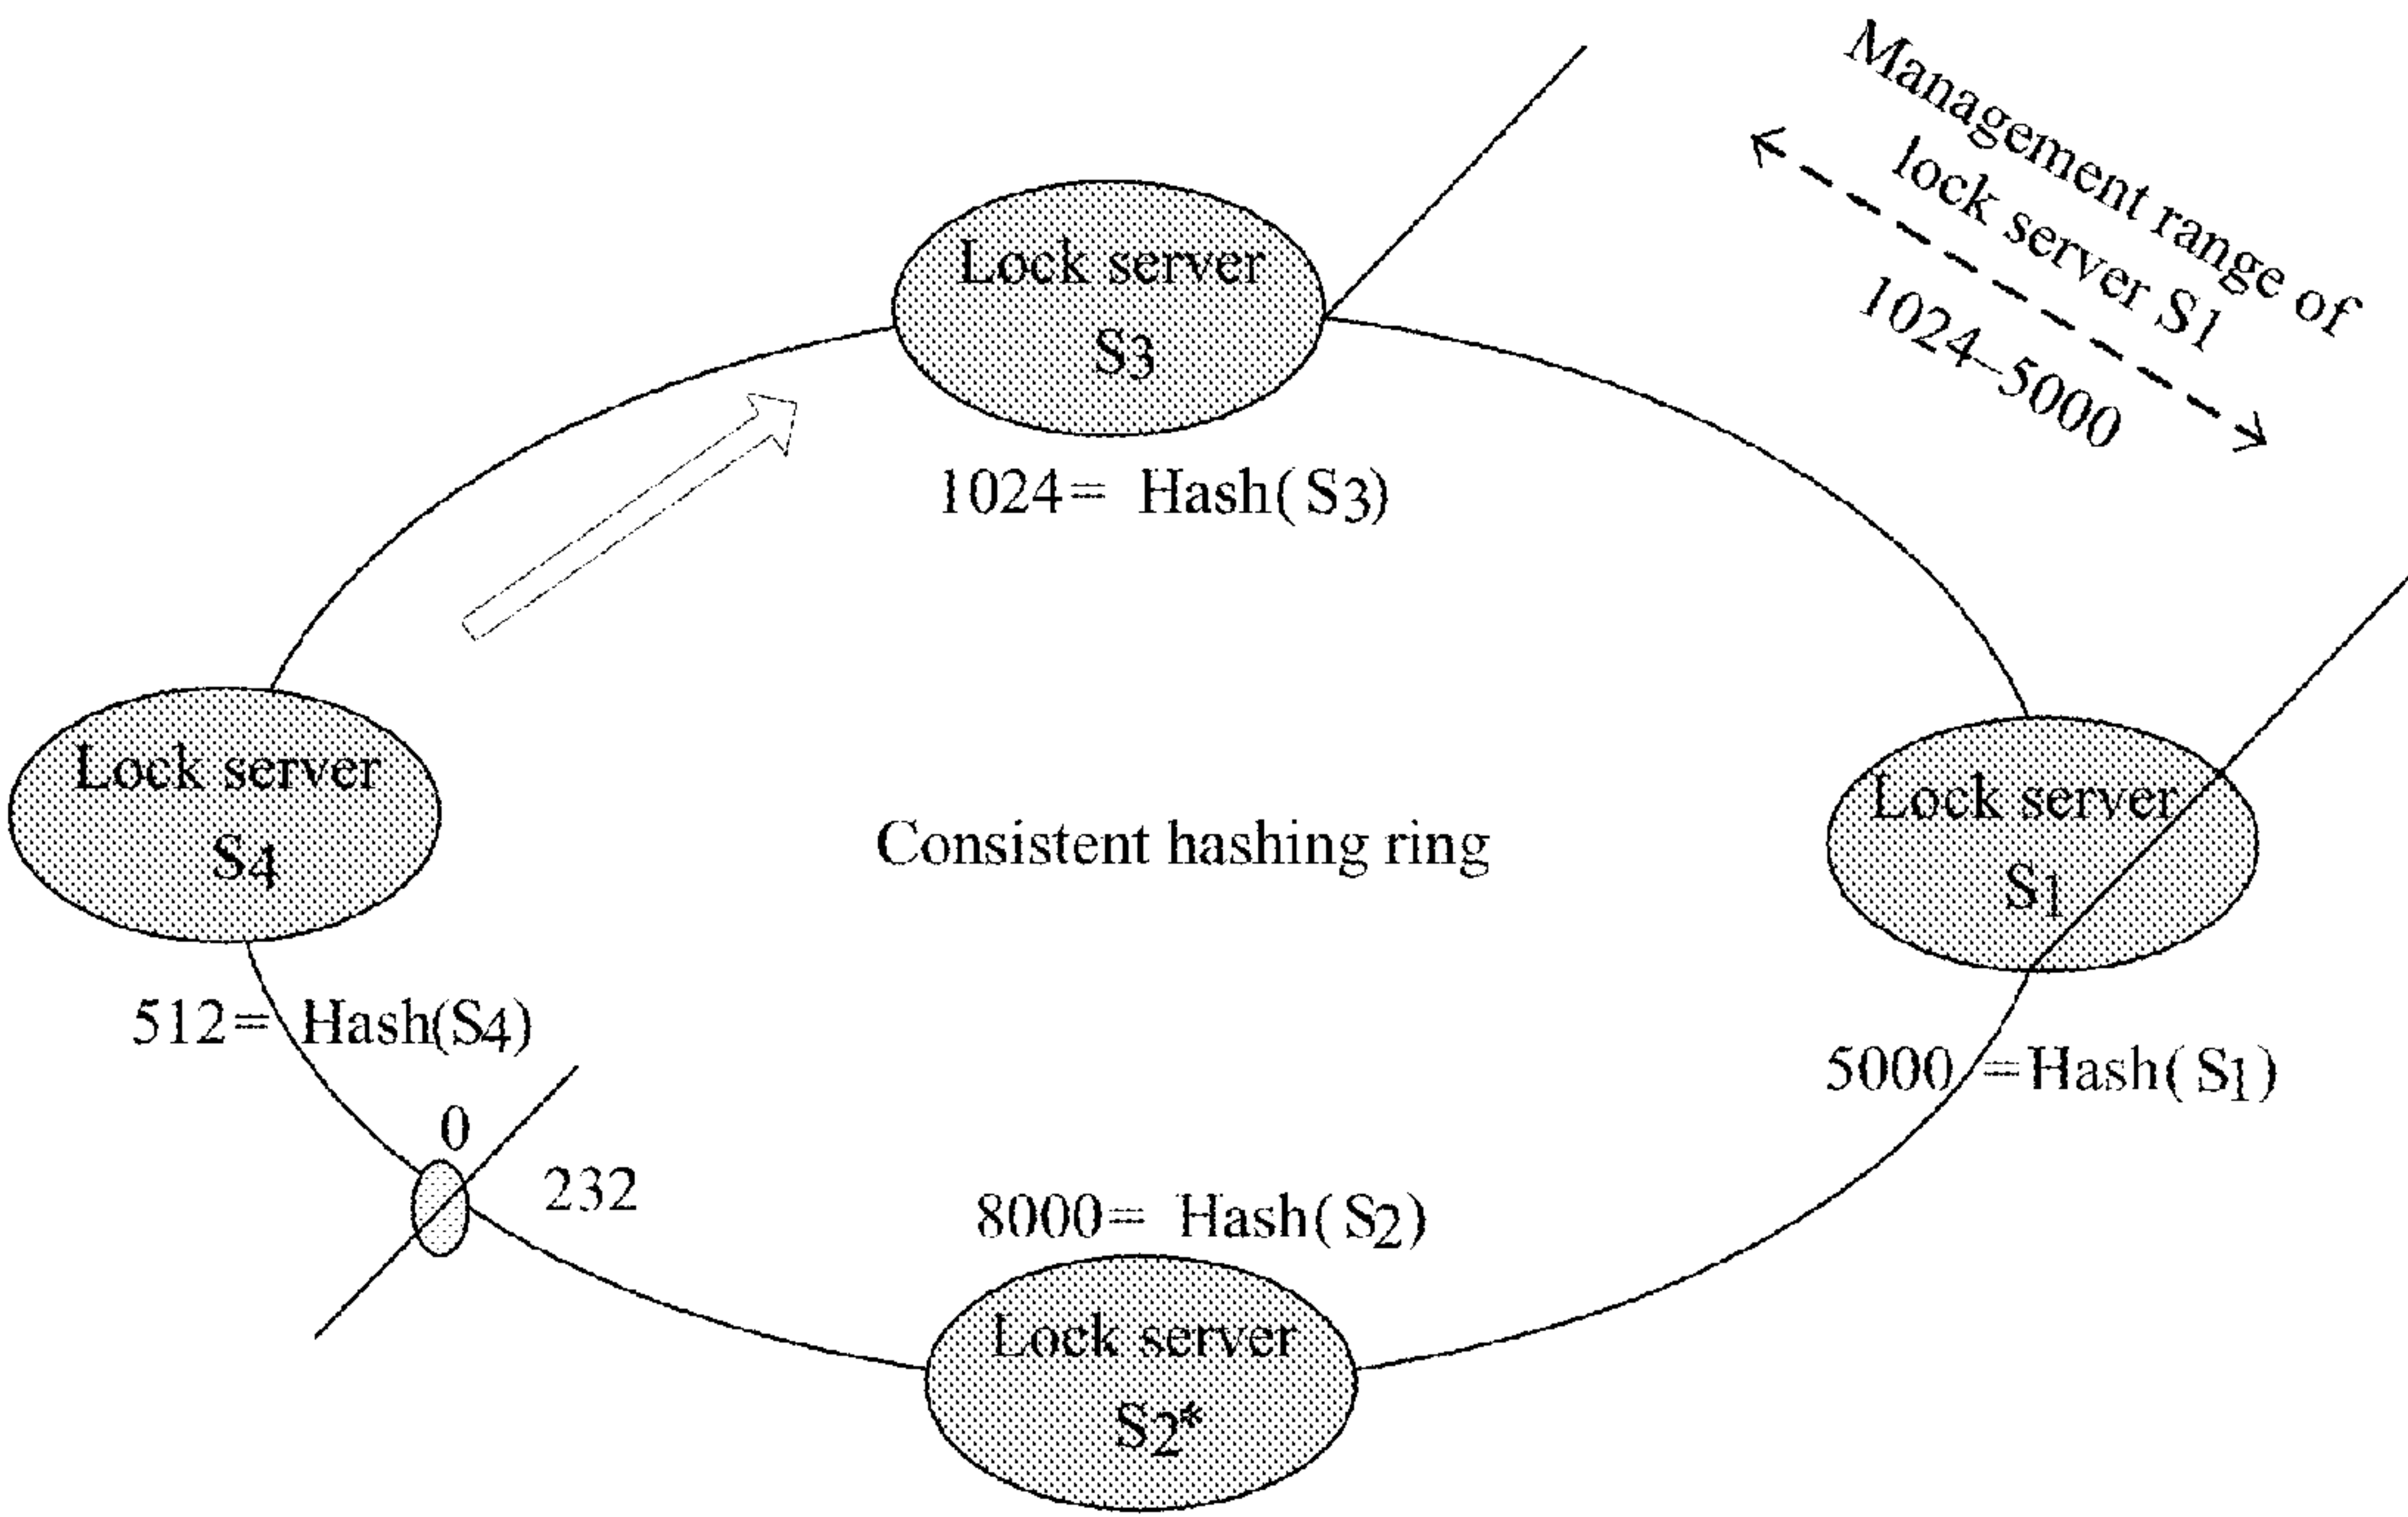 Management range of
lock server S1
1024–5000
Lock server
S3
1024= Hash(S3)
Lock server
S4
Lock server
S1
Consistent hashing ring
512= Hash(S4)
5000 =Hash(S1)
0
232
8000= Hash(S2)
Lock server
S2*